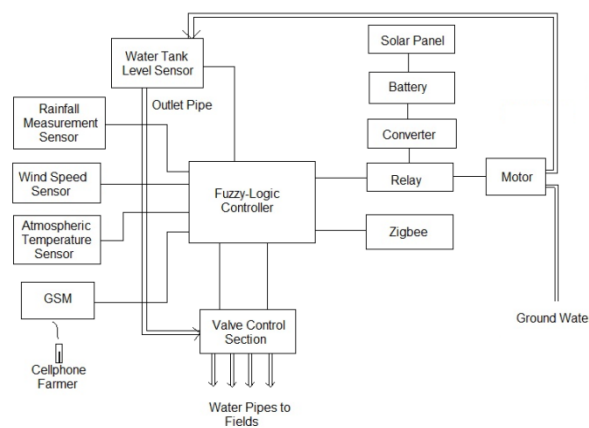 Solar Panel
Water Tank
Level Sensor
Battery
Outlet Pipe
Rainfall
Measurement
Sensor
Converter
Wind Speed
Sensor
Fuzzy-Logic
Controller
Relay
Motor
Atmospheric
Temperature
Sensor
Zigbee
GSM
Ground Wate
Valve Control
Section
Cellphone
Farmer
Water Pipes to
Fields